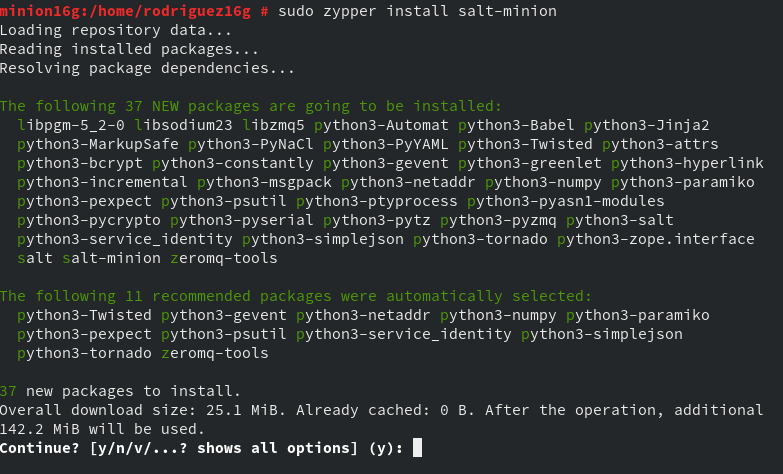 minion16g:/home/rodriguez16g # sudo zypper install salt-minion
Loading repository data...
Reading installed packages...
Resolving package dependencies...
The following 37 NEW packages are going to be installed:
libpgm-5_2-0 libsodium23 libzmq5 python3-Automat python3-Babel python3-Jinja2
python3-MarkupSafe python3-PyNaCl python3-PyYAML python3-Twisted python3-attrs
python3-bcrypt python3-constantly python3-gevent python3-greenlet python3-hyperlink
python3-incremental python3-msgpack python3-netaddr python3-numpy python3-paramiko
python3-pexpect python3-psutil python3-ptyprocess python3-pyasn1-modules
python3-pycrypto python3-pyserial python3-pytz python3-pyzmq python3-salt
python3-service_identity python3-simplejson python3-tornado python3-zope.interface
salt salt-minion zeromq-tools
The following 11 recommended packages were automatically selected:
python3-Twisted python3-gevent python3-netaddr python3-numpy python3-paramiko
python3-pexpect python3-psutil python3-service_identity python3-simplejson
python3-tornado zeromq-tools
37 new packages to install.
Overall download size: 25.1 MiB. Already cached: 0 B. After the operation, additional
142.2 MiB will be used.
Continue? [y/n/v/...? shows all options] (y):